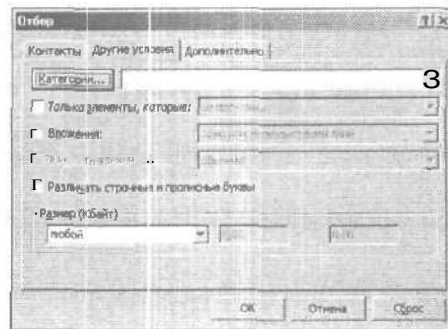 Отбор
Контакты Другие условия Дополнительно
Категории... 3
Только элементы, которые:
Г Вложения:
Г
Г Различать строчные и прописные буквы
Размер (Кбайт)
любой
OK Отмена Сброс